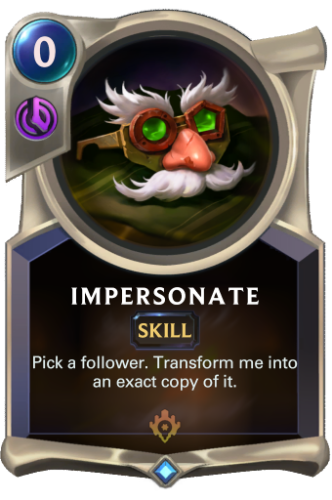 0
IMPERSONATE
SKILL
Pick a follower. Transform me into
an exact copy of it.